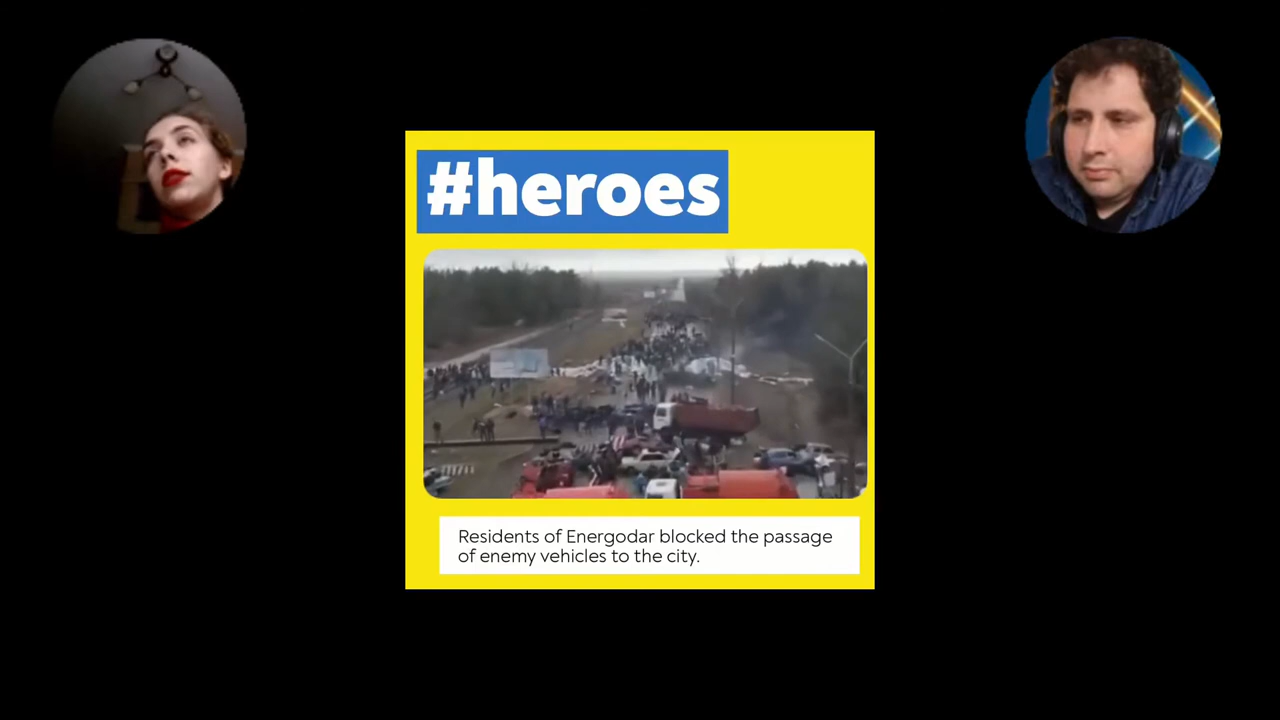 #heroes
Residents of Energodar blocked the passage
of enemy vehicles to the city.